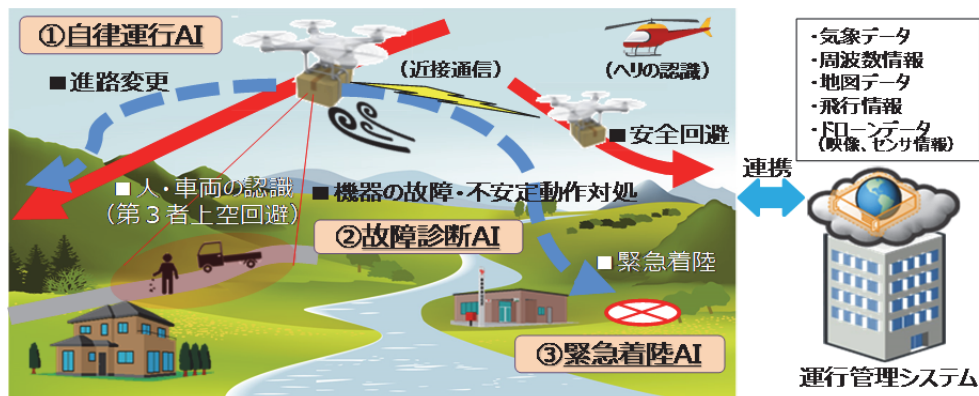 ①自律運行AI
■進路変更
(近接通信)
(ヘリの認識)
■安全回避
■人・車両の認識
(第３者上空回避)
■機器の故障・不安定動作対処
②故障診断AI
■緊急着陸
③緊急着陸AI
連携
・気象データ
・周波数情報
・地図データ
・飛行情報
・ドローンデータ
(映像、センサ情報)
運行管理システム